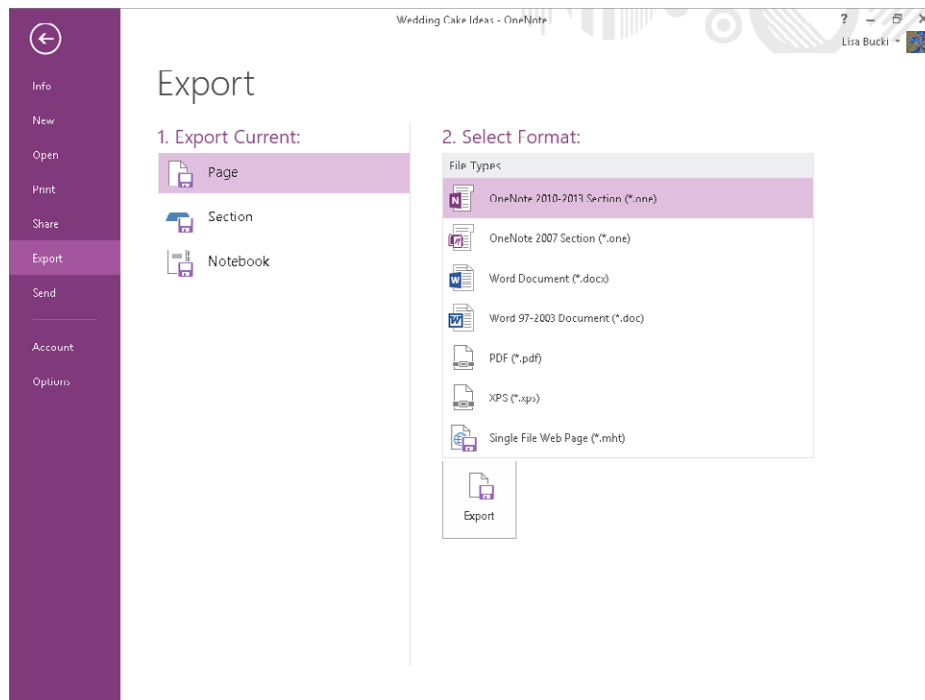 Wedding Cake Ideas - OneNote
?
Lisa Bucki
Info
New
Open
Print
Share
Export
Send
Account
Options
Export
1. Export Current:
Page
Section
Notebook
2. Select Format:
File Types
OneNote 2010-2013 Section (*.one)
OneNote 2007 Section (*.one)
Word Document (*.docx)
Word 97-2003 Document (*.doc)
PDF (*.pdf)
XPS (*.xps)
Single File Web Page (*.mht)
Export